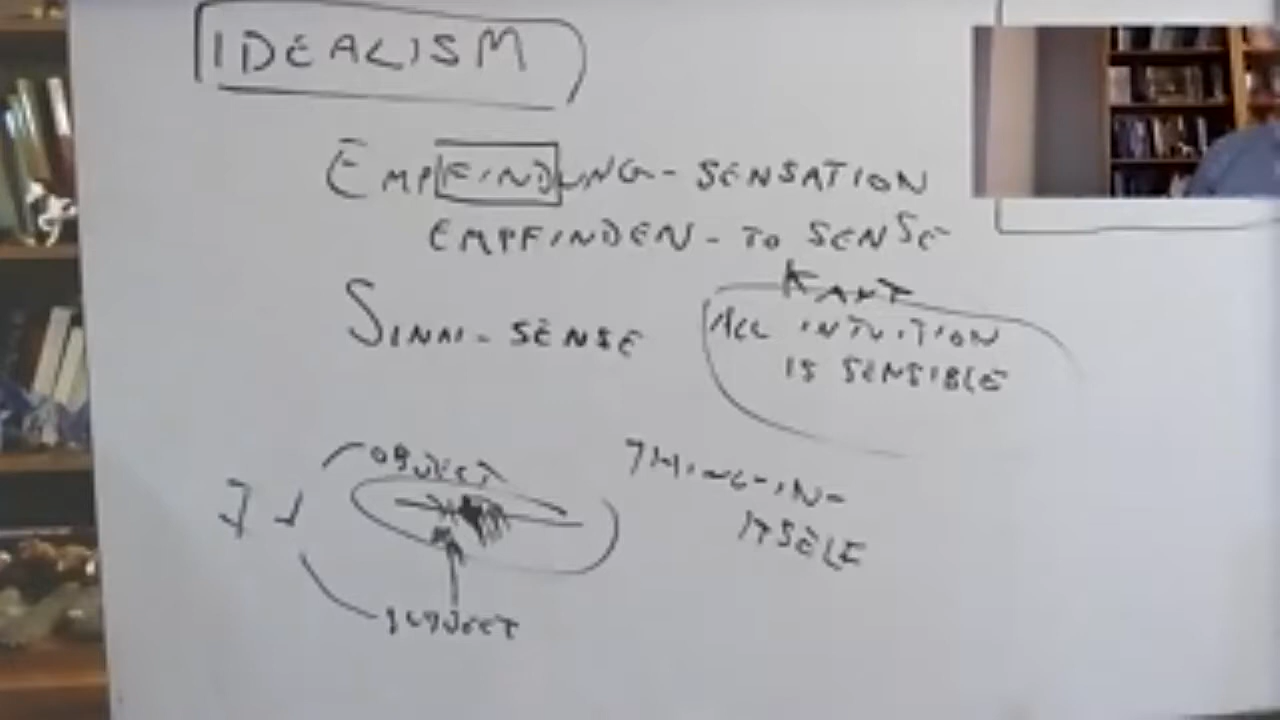 IDEALISM
EMPFINDUNG - SENSATION
EMPFINDEN - TO SENSE
KANT
SINN - SENSE
ALL INTUITION
IS SENSIBLE
OBJECT
THING-IN-
ITSELF
SUBJECT